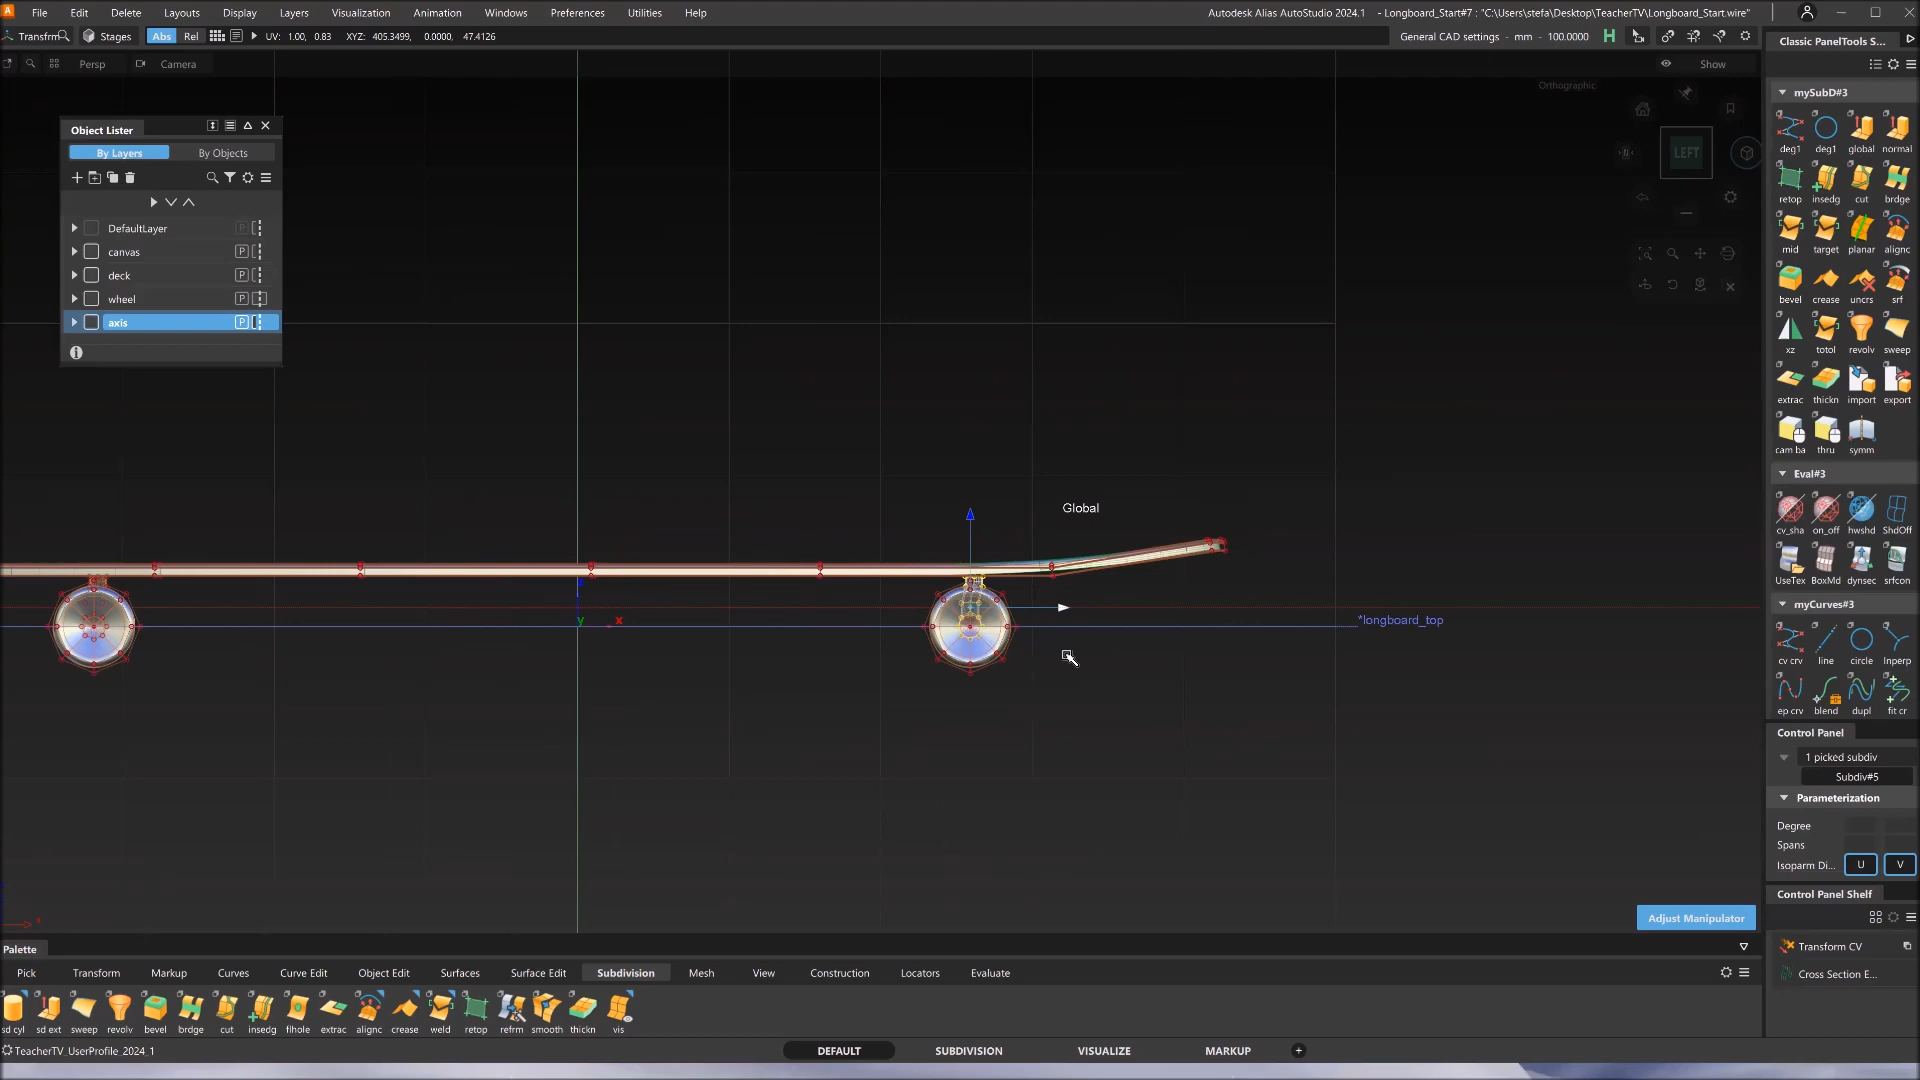 File Edit Delete Layouts Display Layers Visualization Animation Windows Preferences Utilities Help
Autodesk Alias AutoStudio 2024.1 - Longboard_Start#7 : "C:\Users\stefa\Desktop\TeacherTV\Longboard_Start.wire"
Transfrm Stages Abs Rel UV: 1.00, 0.83 XYZ: 405.3499, 0.0000, 47.4126
General CAD settings - mm - 100.0000
Classic PanelTools S...
Persp Camera Show
Orthographic
LEFT
Object Lister
By Layers By Objects
DefaultLayer P
canvas P
deck P
wheel P
axis P
Global
*longboard_top
y x
mySubD#3
deg1 deg1 global normal
retop insedg cut brdge
mid target planar alignc
bevel crease uncrs srf
xz totol revolv sweep
extrac thickn import export
cam ba thru symm
Eval#3
cv_sha on_off hwshd ShdOff
UseTex BoxMd dynsec srfcon
myCurves#3
cv crv line circle lnperp
ep crv blend dupl fit cr
Control Panel
1 picked subdiv
Subdiv#5
Parameterization
Degree
Spans
Isoparm Di... U V
Control Panel Shelf
Transform CV
Cross Section E...
Adjust Manipulator
Palette
Pick Transform Markup Curves Curve Edit Object Edit Surfaces Surface Edit Subdivision Mesh View Construction Locators Evaluate
sd cyl sd ext sweep revolv bevel brdge cut insedg flhole extrac alignc crease weld retop refrm smooth thickn vis
TeacherTV_UserProfile_2024_1
DEFAULT SUBDIVISION VISUALIZE MARKUP